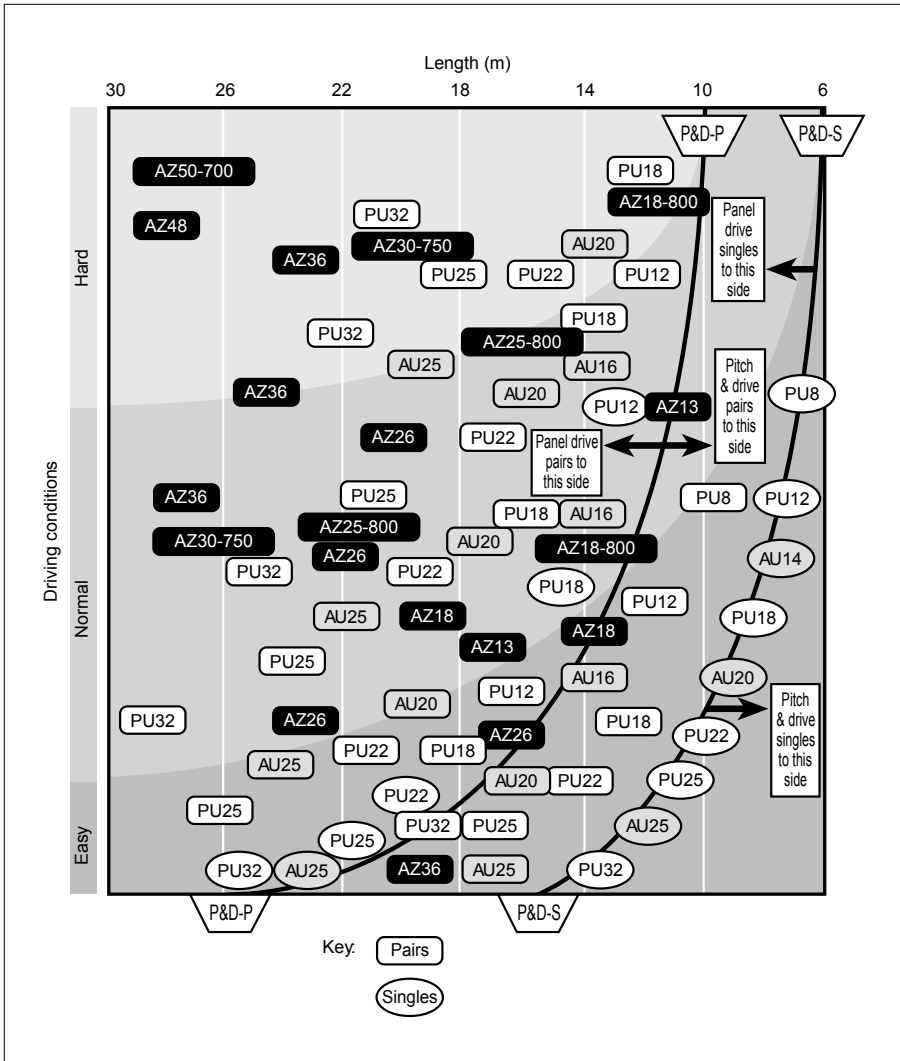 Length (m)
30 26 22 18 14 10 6
P&D-P P&D-S
AZ50-700 PU18
AZ18-800
PU32
AZ48
AZ30-750 AU20
AZ36
PU25 PU22 PU12
Panel
drive
singles
to this
side
Hard
PU18
PU32
AZ25-800
AU25 AU16
AZ36 AU20 PU8
PU12 AZ13
Pitch
& drive
pairs
to this
side
AZ26 PU22
Panel drive
pairs to
this side
Driving conditions
AZ36 PU25 PU8 PU12
PU18 AU16
AZ25-800
AZ30-750 AU20 AZ18-800
AZ26 AU14
PU32 PU22
PU18
PU12
Normal
AU25 AZ18 PU18
AZ18
AZ13
PU25
AU16 AU20
PU12
AU20
PU32 AZ26 PU18
AZ26 PU22
PU22 PU18
Pitch
& drive
singles
to this
side
AU25
AU20 PU22 PU25
PU22
PU25
PU32 PU25 AU25
PU25
Easy
PU32 AU25 AZ36 AU25 PU32
P&D-P P&D-S
Key: Pairs
Singles